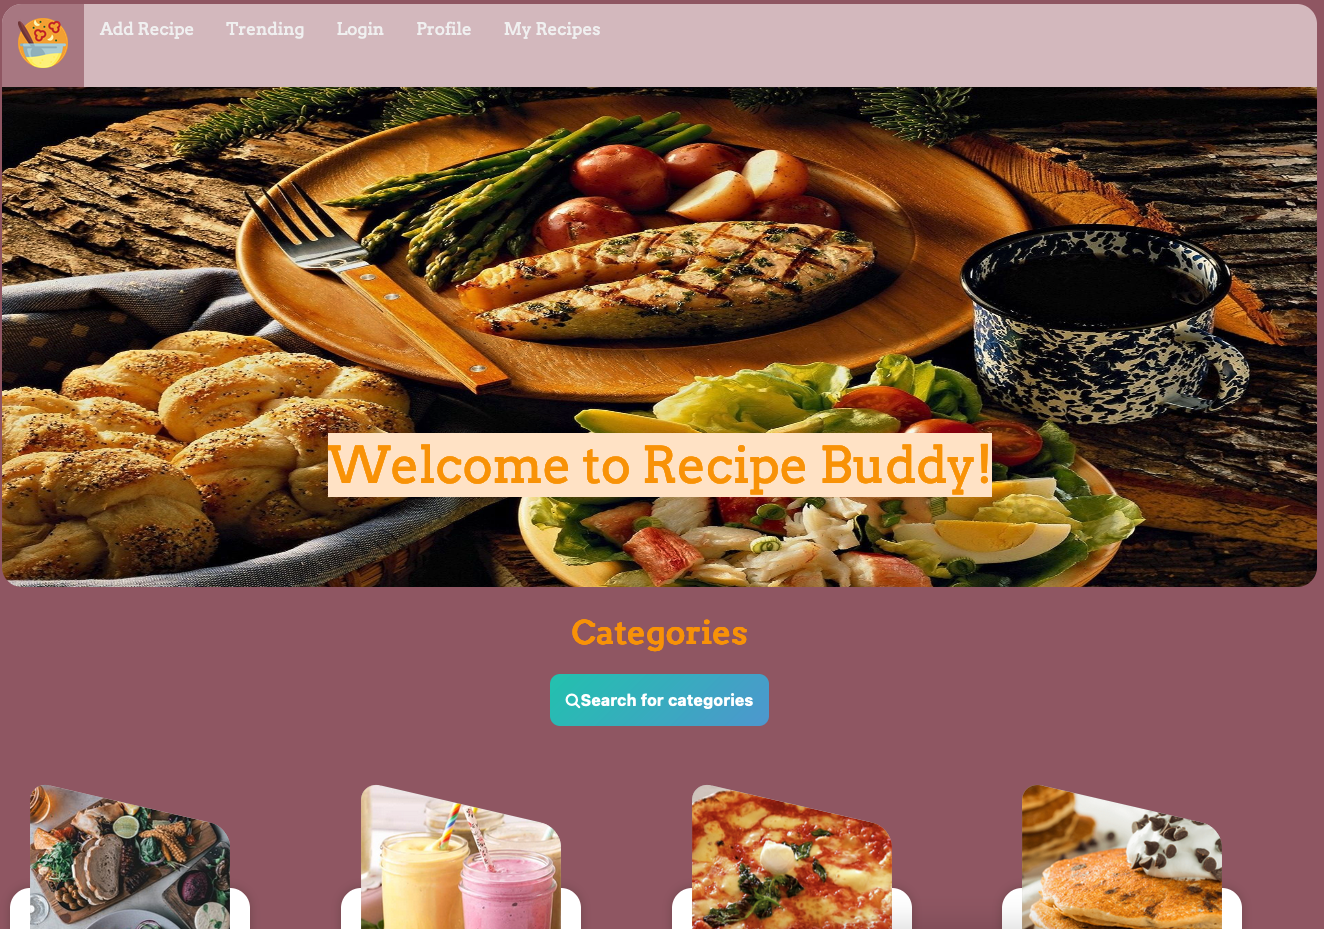 Add Recipe Trending Login Profile My Recipes
Welcome to Recipe Buddy!
Categories
Search for categories